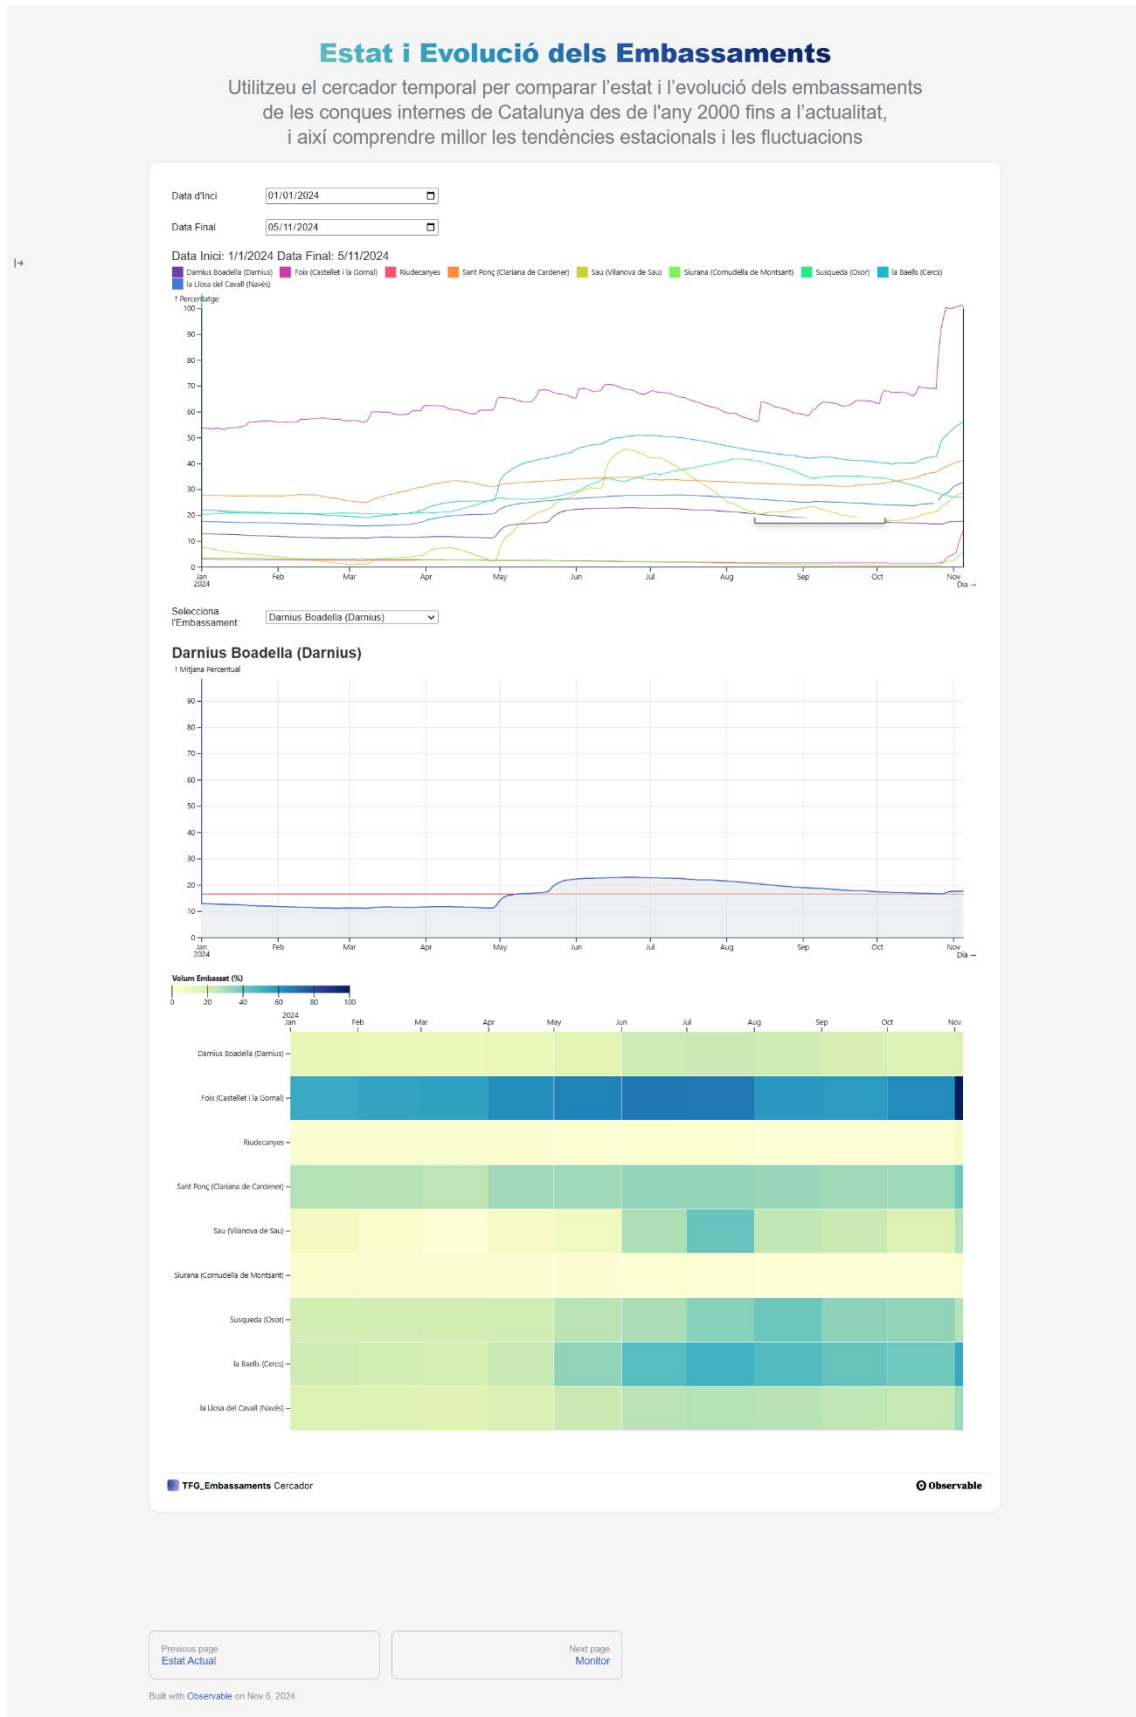 Estat i Evolució dels Embassaments
Utilitzeu el cercador temporal per comparar l'estat i l'evolució dels embassaments
de les conques internes de Catalunya des de l'any 2000 fins a l'actualitat,
i així comprendre millor les tendències estacionals i les fluctuacions
Data d'Inci
01/01/2024
Data Final
05/11/2024
Data Inici: 1/1/2024 Data Final: 5/11/2024
Darnius Boadella (Darnius) Foix (Castellet i la Gornal) Riudecanyes Sant Ponç (Clariana de Cardener) Sau (Vilanova de Sau) Siurana (Cornudella de Montsant) Susqueda (Osor) la Baells (Cercs)
la Llosa del Cavall (Navès)
↑ Percentatge
100
90
80
70
60
50
40
30
20
10
0
Jan Feb Mar Apr May Jun Jul Aug Sep Oct Nov
2024
Dia →
Selecciona
l'Embassament:
Darnius Boadella (Darnius)
Darnius Boadella (Darnius)
↑ Mitjana Percentual
90
80
70
60
50
40
30
20
10
0
Jan Feb Mar Apr May Jun Jul Aug Sep Oct Nov
2024
Dia →
Volum Embassat (%)
0 20 40 60 80 100
2024
Jan Feb Mar Apr May Jun Jul Aug Sep Oct Nov
Darnius Boadella (Darnius)
Foix (Castellet i la Gornal)
Riudecanyes
Sant Ponç (Clariana de Cardener)
Sau (Vilanova de Sau)
Siurana (Cornudella de Montsant)
Susqueda (Osor)
la Baells (Cercs)
la Llosa del Cavall (Navès)
TFG_Embassaments Cercador
Observable
Previous page
Estat Actual
Next page
Monitor
Built with Observable on Nov 6, 2024.